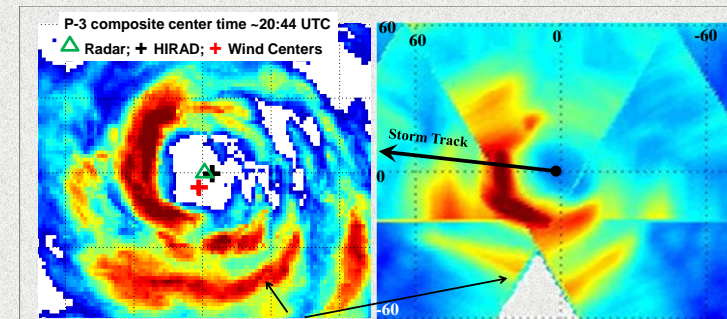 P-3 composite center time ~20:44 UTC
Radar; HIRAD; Wind Centers
60
60
0
-60
Storm Track
0
-60